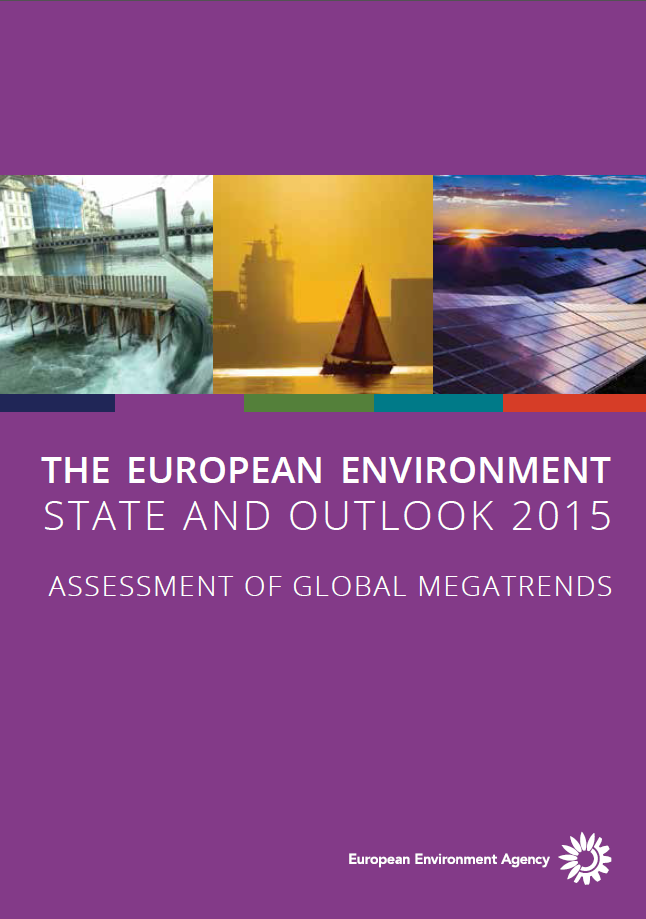 THE EUROPEAN ENVIRONMENT
STATE AND OUTLOOK 2015
ASSESSMENT OF GLOBAL MEGATRENDS
European Environment Agency